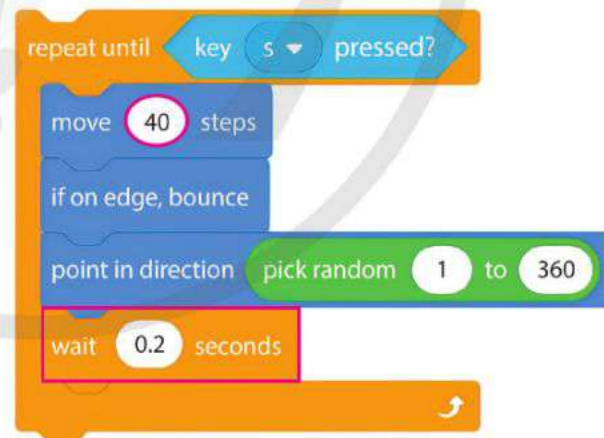 repeat until key s pressed?
move 40 steps
if on edge, bounce
point in direction pick random 1 to 360
wait 0.2 seconds